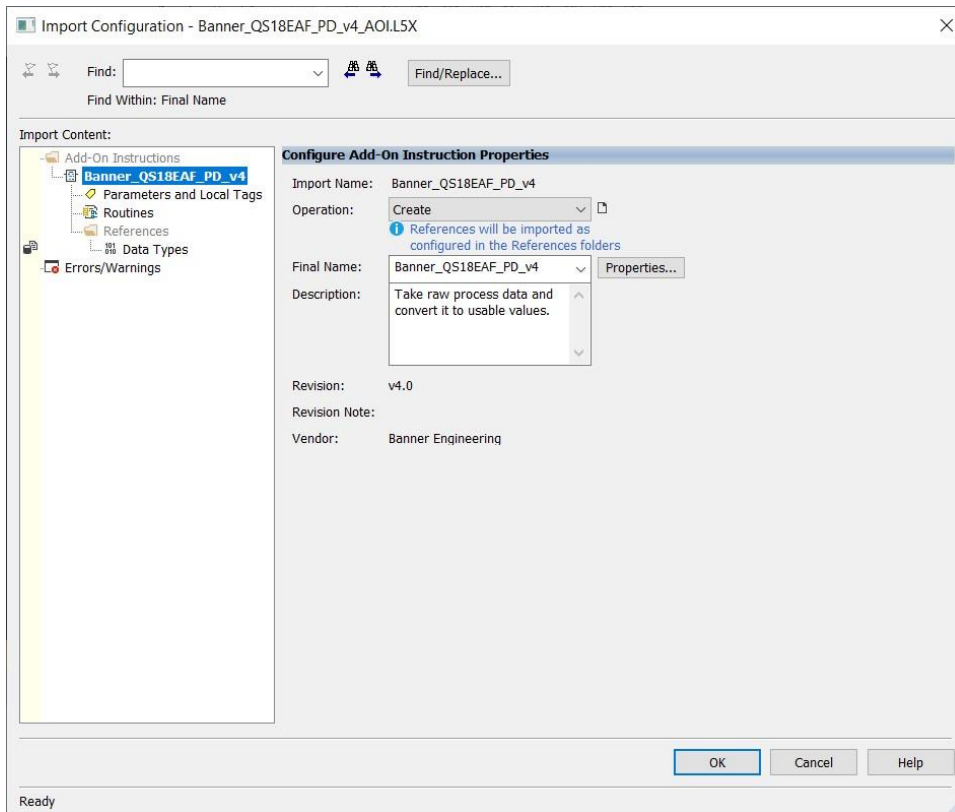 Import Configuration - Banner_QS18EAF_PD_v4_AOI.L5X
Find:
Find/Replace...
Find Within: Final Name
Import Content:
Add-On Instructions
Banner_QS18EAF_PD_v4
Parameters and Local Tags
Routines
References
Data Types
Errors/Warnings
Configure Add-On Instruction Properties
Import Name: Banner_QS18EAF_PD_v4
Operation: Create
References will be imported as
configured in the References folders
Final Name: Banner_QS18EAF_PD_v4 Properties...
Description: Take raw process data and
convert it to usable values.
Revision: v4.0
Revision Note:
Vendor: Banner Engineering
OK Cancel Help
Ready